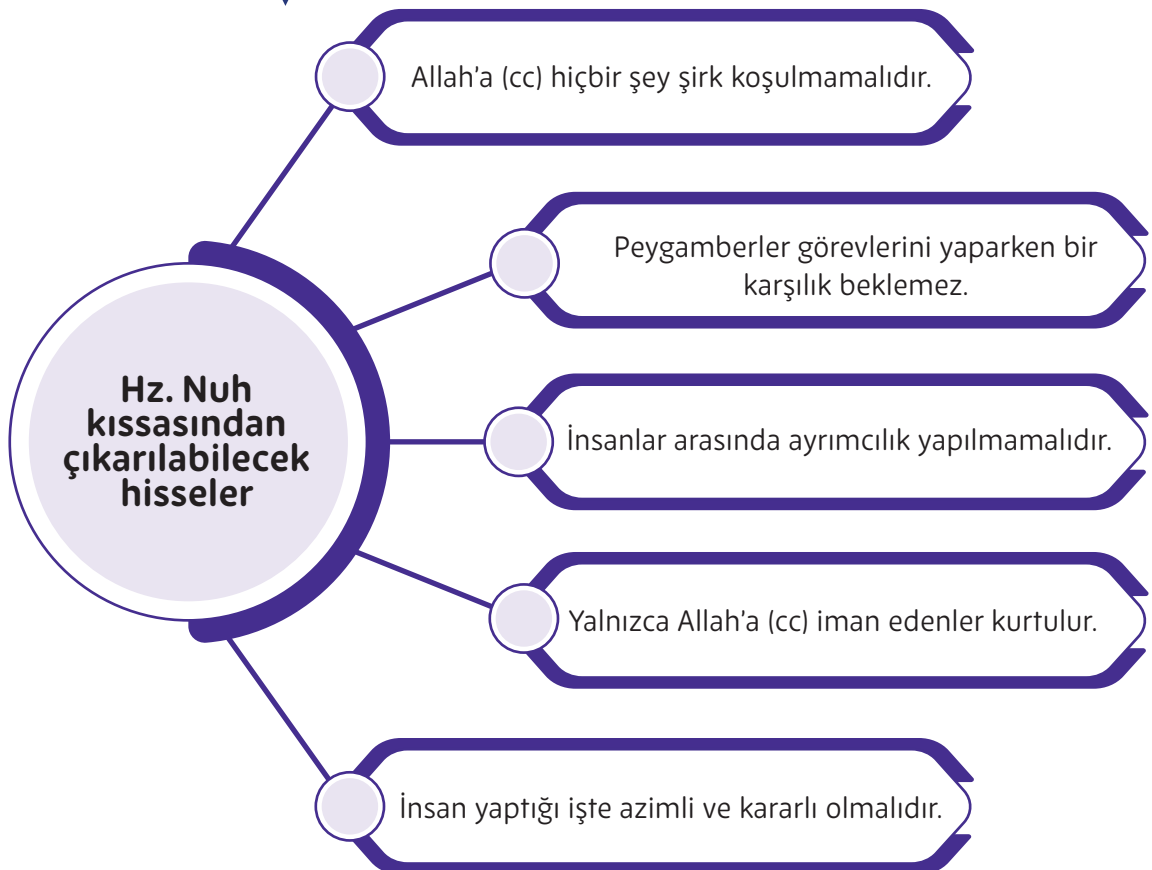 Allah'a (cc) hiçbir şey şirk koşulmamalıdır.
Peygamberler görevlerini yaparken bir
karşılık beklemez.
Hz. Nuh
kıssasından
çıkarılabilecek
hisseler
İnsanlar arasında ayrımcılık yapılmamalıdır.
Yalnızca Allah'a (cc) iman edenler kurtulur.
İnsan yaptığı işte azimli ve kararlı olmalıdır.